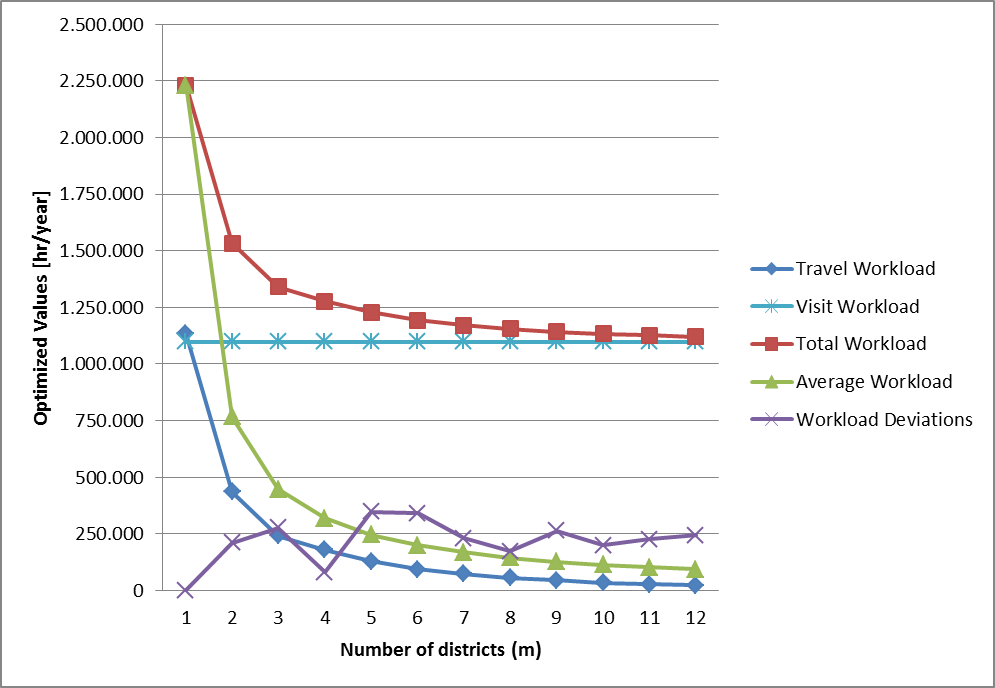 2.500.000
2.250.000
2.000.000
1.750.000
1.500.000
1.250.000
1.000.000
750.000
500.000
250.000
0
Optimized Values [hr/year]
1 2 3 4 5 6 7 8 9 10 11 12
Number of districts (m)
Travel Workload
Visit Workload
Total Workload
Average Workload
Workload Deviations